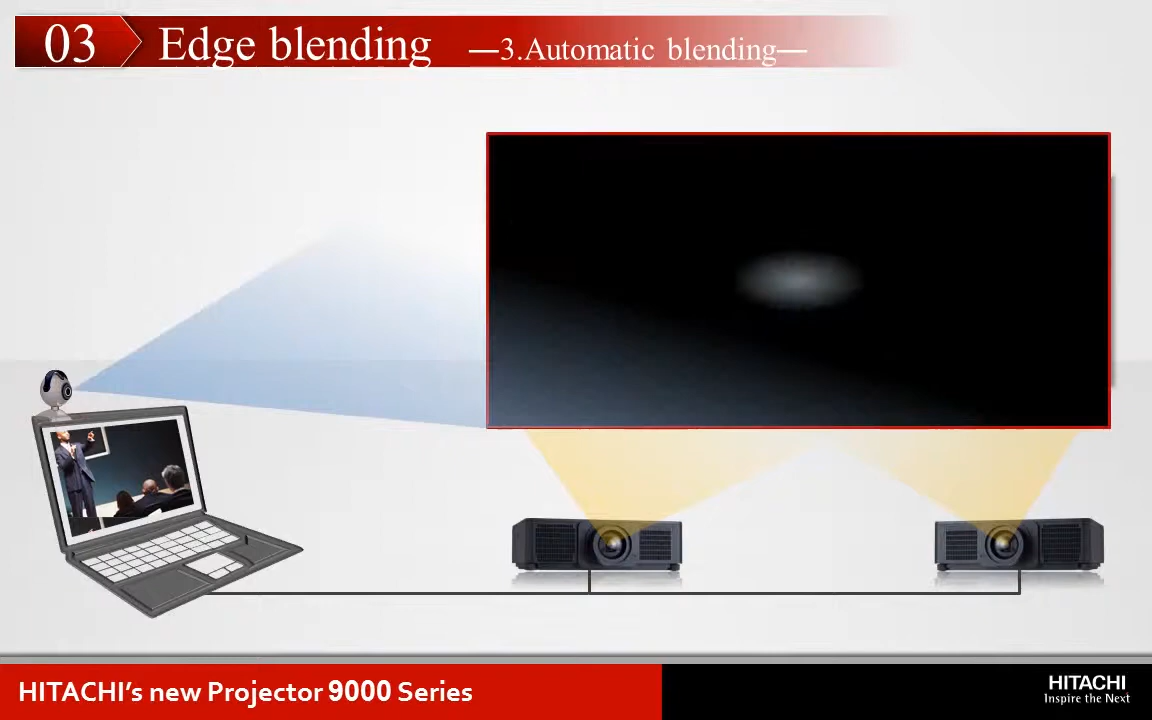 03
Edge blending —3.Automatic blending—
HITACHI’s new Projector 9000 Series
HITACHI
Inspire the Next